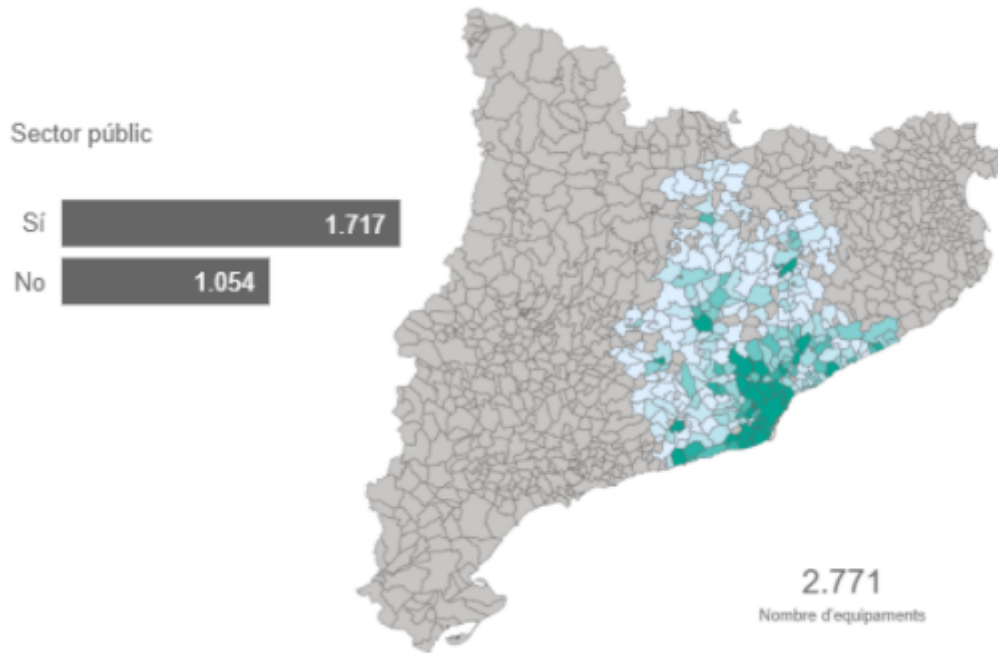 Sector públic
Sí 1.717
No 1.054
2.771
Nombre d'equipaments